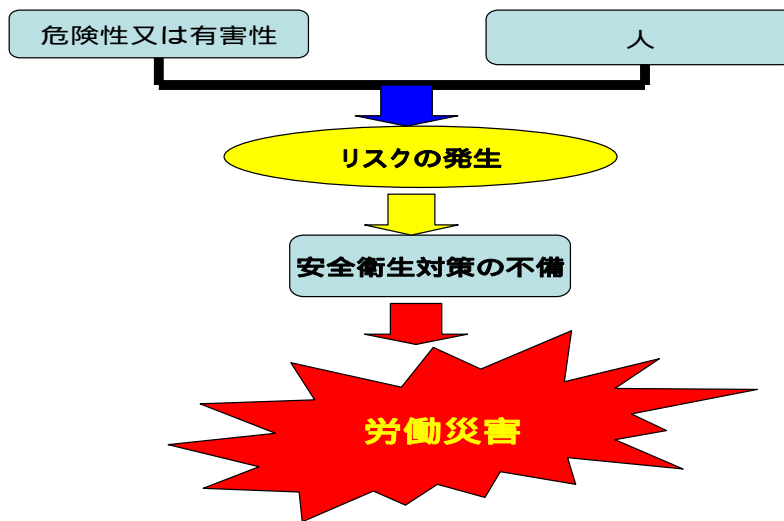 危険性又は有害性
人
リスクの発生
安全衛生対策の不備
労働災害